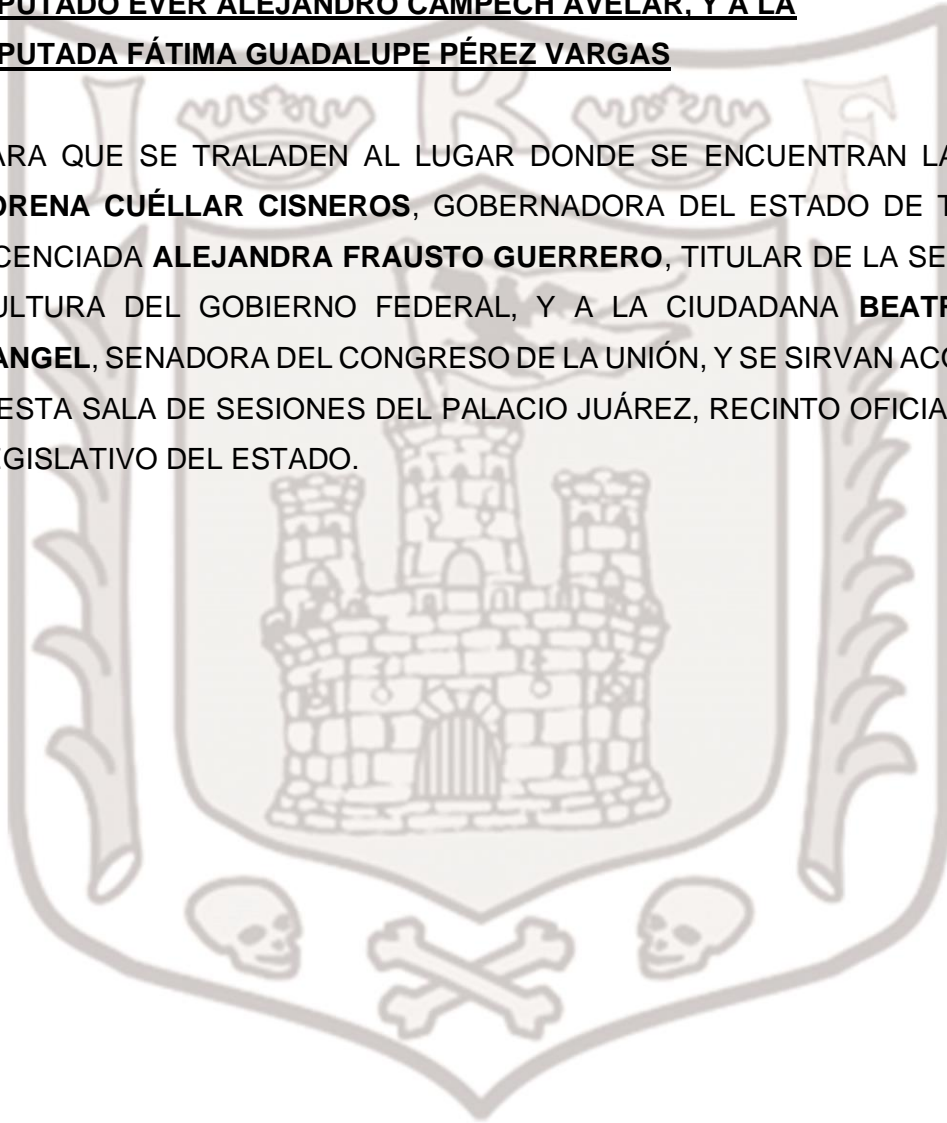 I K F
PUTADO EVER ALEJANDRO CAMPECH AVELAR, Y A LA
PUTADA FÁTIMA GUADALUPE PÉREZ VARGAS
ARA QUE SE TRALADEN AL LUGAR DONDE SE ENCUENTRAN LA
ORENA CUÉLLAR CISNEROS, GOBERNADORA DEL ESTADO DE T
CENCIADA ALEJANDRA FRAUSTO GUERRERO, TITULAR DE LA SE
ULTURA DEL GOBIERNO FEDERAL, Y A LA CIUDADANA BEATR
ANGEL, SENADORA DEL CONGRESO DE LA UNIÓN, Y SE SIRVAN ACO
ESTA SALA DE SESIONES DEL PALACIO JUÁREZ, RECINTO OFICIA
EGISLATIVO DEL ESTADO.